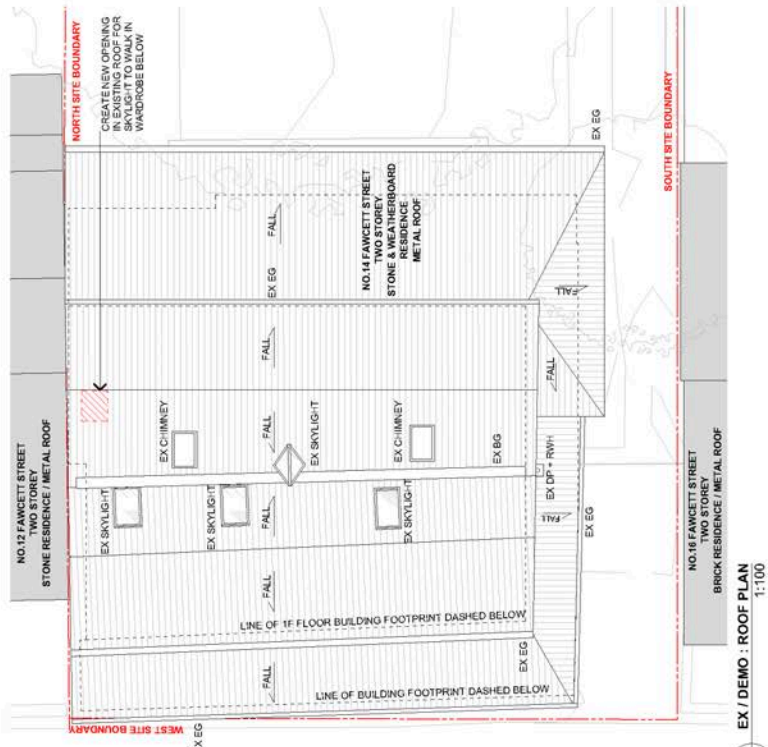 NORTH SITE BOUNDARY
CREATE NEW OPENING
IN EXISTING ROOF FOR
SKYLIGHT TO WALK IN
WARDROBE BELOW
NO.12 FAWCETT STREET
TWO STOREY
STONE RESIDENCE / METAL ROOF
EX EG
SOUTH SITE BOUNDARY
NO.14 FAWCETT STREET
TWO STOREY
STONE & WEATHERBOARD
RESIDENCE
METAL ROOF
FALL
EX EG
FALL
FALL
FALL
EX CHIMNEY
FALL
EX SKYLIGHT
EX CHIMNEY
EX BG
EX DP + RWH
EX SKYLIGHT
EX SKYLIGHT
FALL
EX SKYLIGHT
FALL
EX EG
FALL
LINE OF 1F FLOOR BUILDING FOOTPRINT DASHED BELOW
EX EG
FALL
LINE OF BUILDING FOOTPRINT DASHED BELOW
WEST SITE BOUNDARY
X EG
NO.16 FAWCETT STREET
TWO STOREY
BRICK RESIDENCE / METAL ROOF
EX / DEMO : ROOF PLAN
1:100